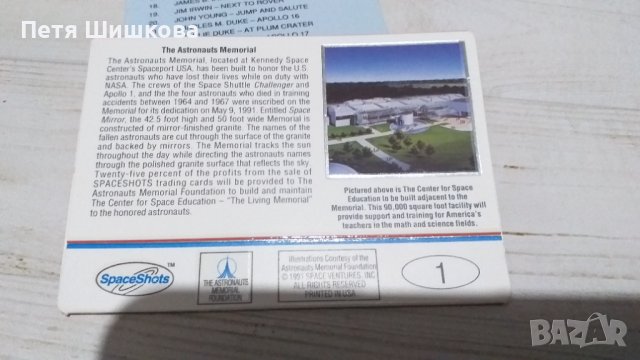 Петя Шишкова
18. JAMES B.
19. JIM IRWIN – NEXT TO ROVER
JOHN YOUNG – JUMP AND SALUTE
LES M. DUKE – APOLLO 16
IE DUKE – AT PLUM CRATER
APOLLO 17
The Astronauts Memorial
The Astronauts Memorial, located at Kennedy Space
Center's Spaceport USA, has been built to honor the U.S.
astronauts who have lost their lives while on duty with
NASA. The crews of the Space Shuttle Challenger and
Apollo 1, and the the four astronauts who died in training
accidents between 1964 and 1967 were inscribed on the
Memorial for its dedication on May 9, 1991. Entitled Space
Mirror, the 42.5 foot high and 50 foot wide Memorial is
constructed of mirror-finished granite. The names of the
fallen astronauts are cut through the surface of the granite
and backed by mirrors. The Memorial tracks the sun
throughout the day while directing the astronauts names
through the polished granite surface that reflects the sky.
Twenty-five percent of the profits from the sale of
SPACESHOTS trading cards will be provided to The
Astronauts Memorial Foundation to build and maintain
The Center for Space Education – "The Living Memorial"
to the honored astronauts.
Pictured above is The Center for Space
Education to be built adjacent to the
Memorial. This 90,000 square foot facility will
provide support and training for America's
teachers in the math and science fields.
SpaceShots™
THE ASTRONAUTS
MEMORIAL
FOUNDATION
Illustrations Courtesy of the
Astronauts Memorial Foundation
© 1991 SPACE VENTURES, INC.
ALL RIGHTS RESERVED
PRINTED IN USA
1
BAZAR.BG